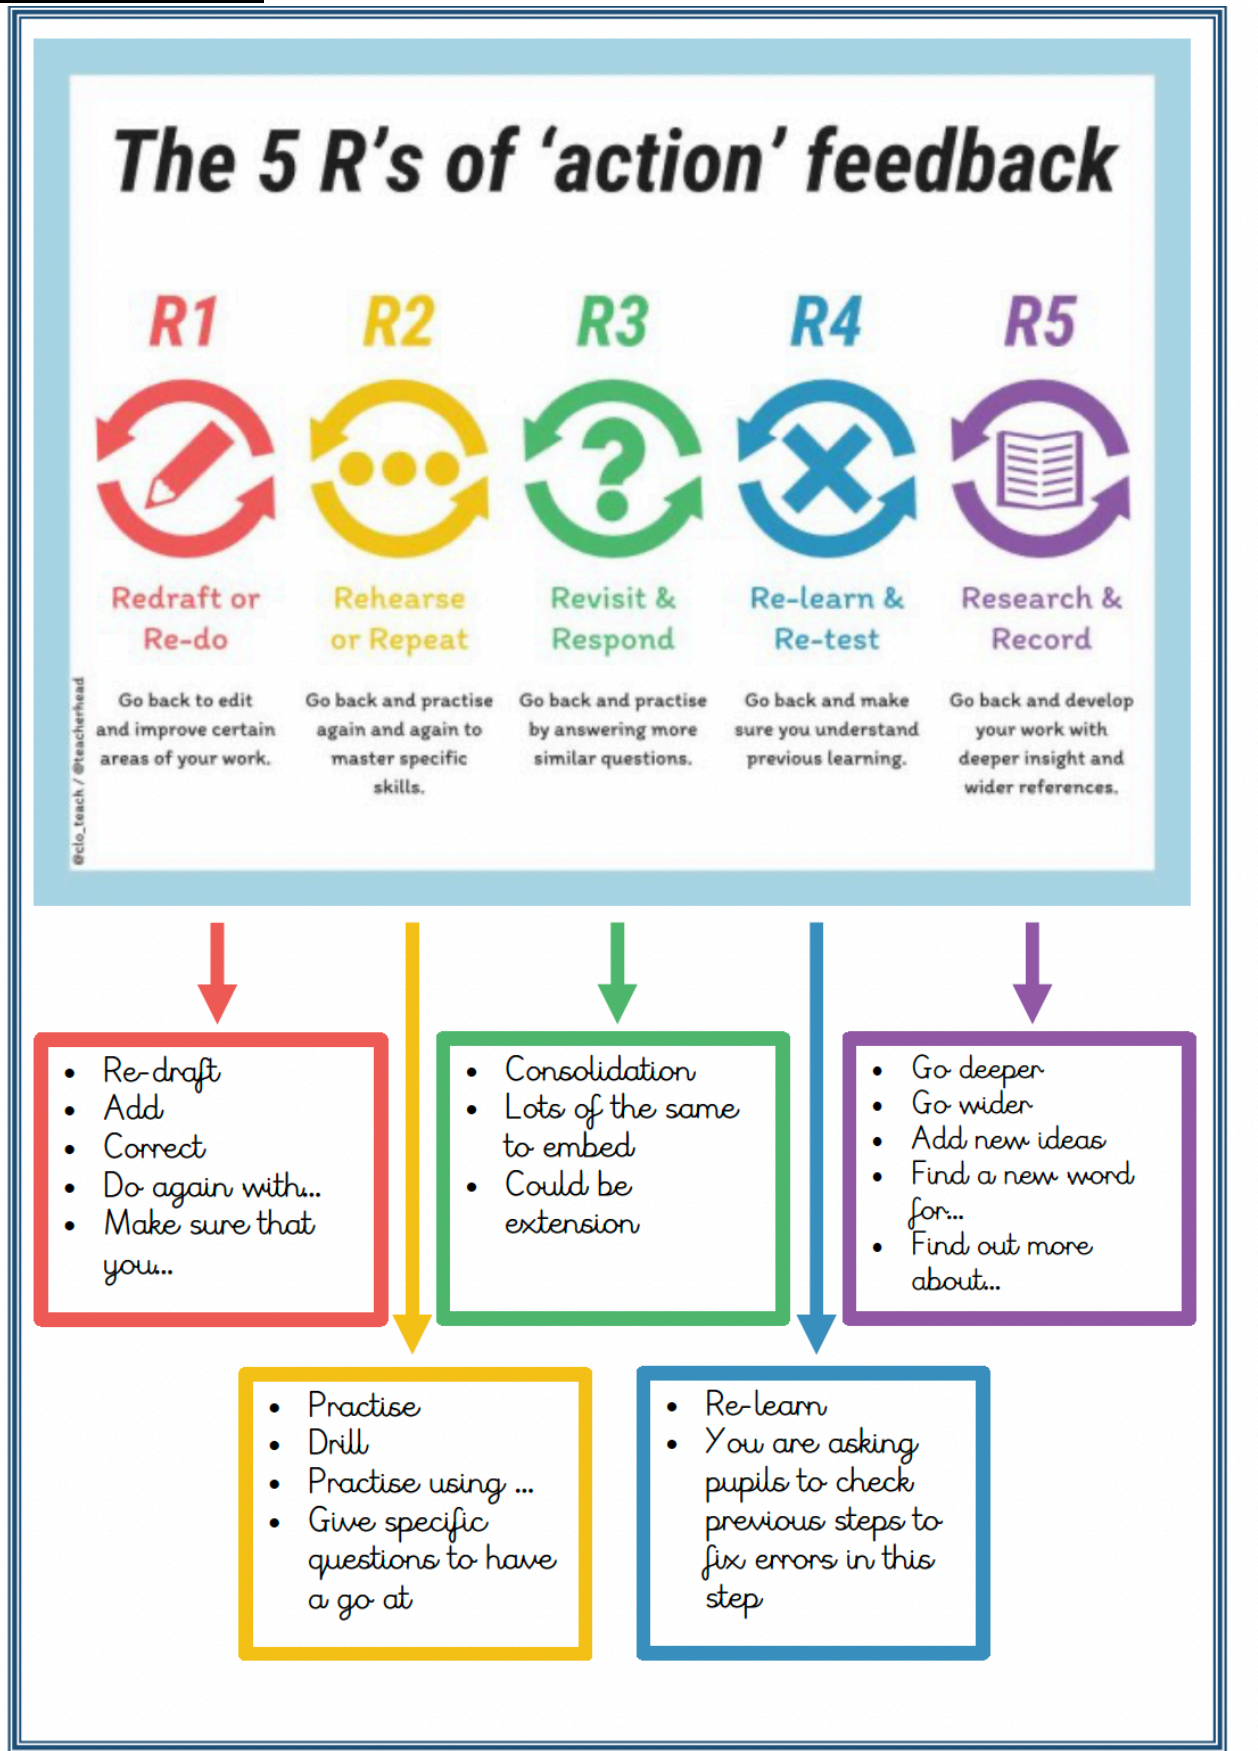 The 5 R's of 'action' feedback
R1
R2
R3
R4
R5
Redraft or
Re-do
Rehearse
or Repeat
Revisit &
Respond
Re-learn &
Re-test
Research &
Record
Go back to edit
and improve certain
areas of your work.
Go back and practise
again and again to
master specific
skills.
Go back and practise
by answering more
similar questions.
Go back and make
sure you understand
previous learning.
Go back and develop
your work with
deeper insight and
wider references.
@clo_teach / @teacherhead
• Re-draft
• Add
• Correct
• Do again with...
• Make sure that
you...
• Consolidation
• Lots of the same
to embed
• Could be
extension
• Go deeper
• Go wider
• Add new ideas
• Find a new word
for...
• Find out more
about...
• Practise
• Drill
• Practise using ...
• Give specific
questions to have
a go at
• Re-learn
• You are asking
pupils to check
previous steps to
fix errors in this
step